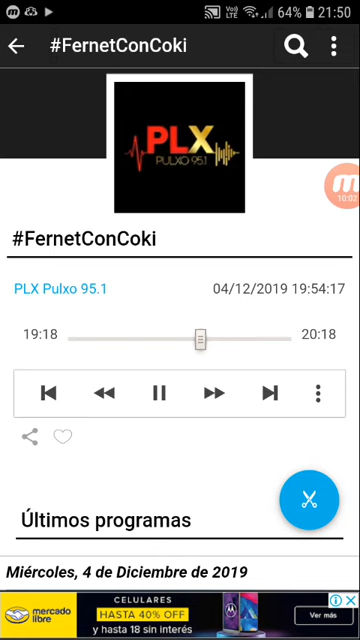 64% 21:50
#FernetConCoki
PLX
PULXO 95.1
10:02
#FernetConCoki
PLX Pulxo 95.1 04/12/2019 19:54:17
19:18 20:18
Últimos programas
Miércoles, 4 de Diciembre de 2019
mercado
libre
CELULARES
HASTA 40% OFF
y hasta 18 sin interés
Ver más